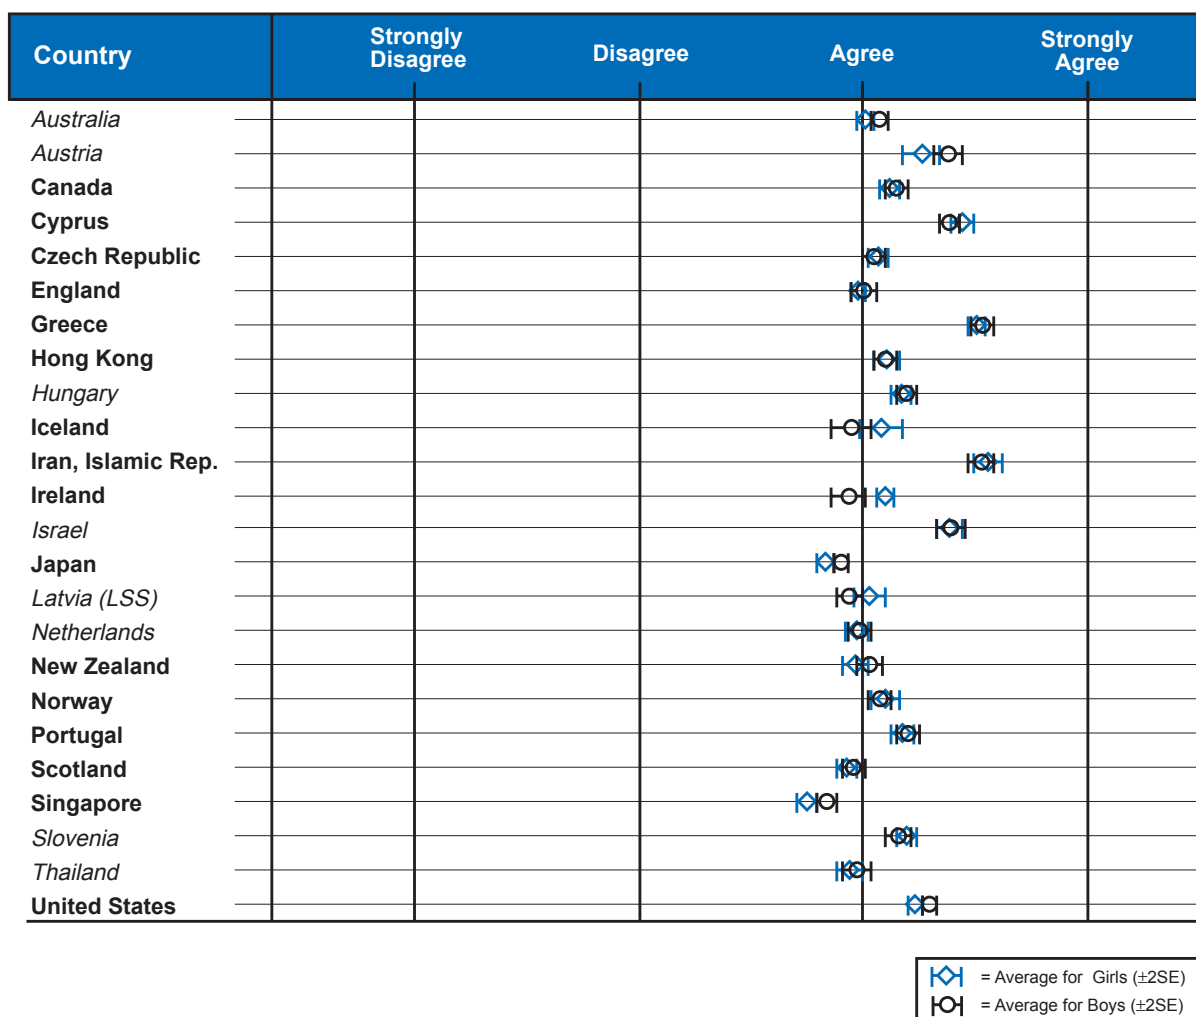 Country
Strongly
Disagree
Disagree
Agree
Strongly
Agree
Australia
Austria
Canada
Cyprus
Czech Republic
England
Greece
Hong Kong
Hungary
Iceland
Iran, Islamic Rep.
Ireland
Israel
Japan
Latvia (LSS)
Netherlands
New Zealand
Norway
Portugal
Scotland
Singapore
Slovenia
Thailand
United States
= Average for Girls (±2SE)
= Average for Boys (±2SE)